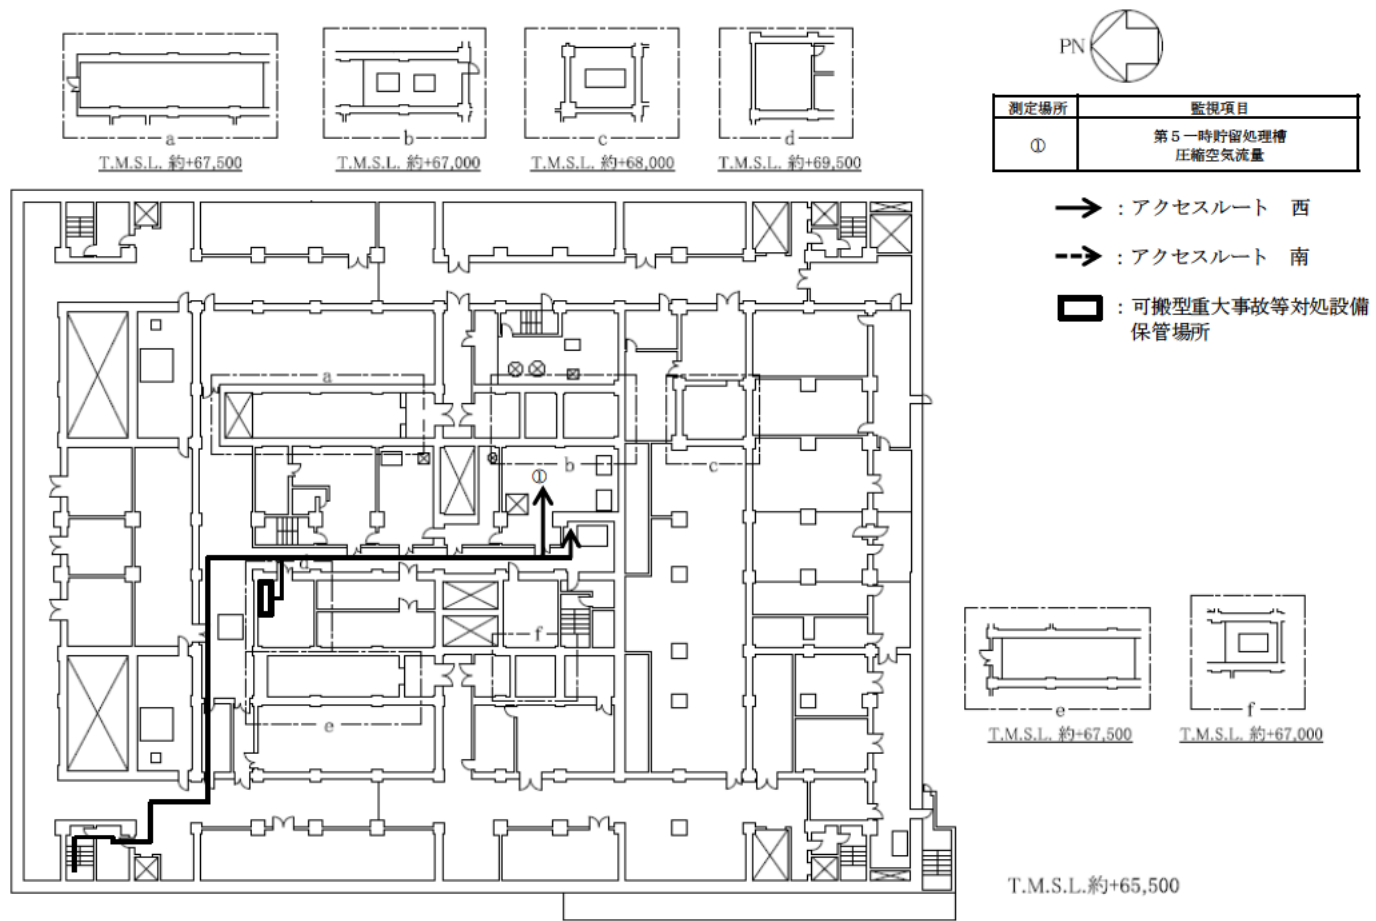 PN
a
b
c
d
T.M.S.L. 約+67,500
T.M.S.L. 約+67,000
T.M.S.L. 約+68,000
T.M.S.L. 約+69,500
測定場所 監視項目
① 第5一時貯留処理槽
圧縮空気流量
:アクセスルート 西
:アクセスルート 南
:可搬型重大事故等対処設備
保管場所
a
b
c
①
d
f
e
e
f
T.M.S.L. 約+67,500
T.M.S.L. 約+67,000
T.M.S.L.約+65,500